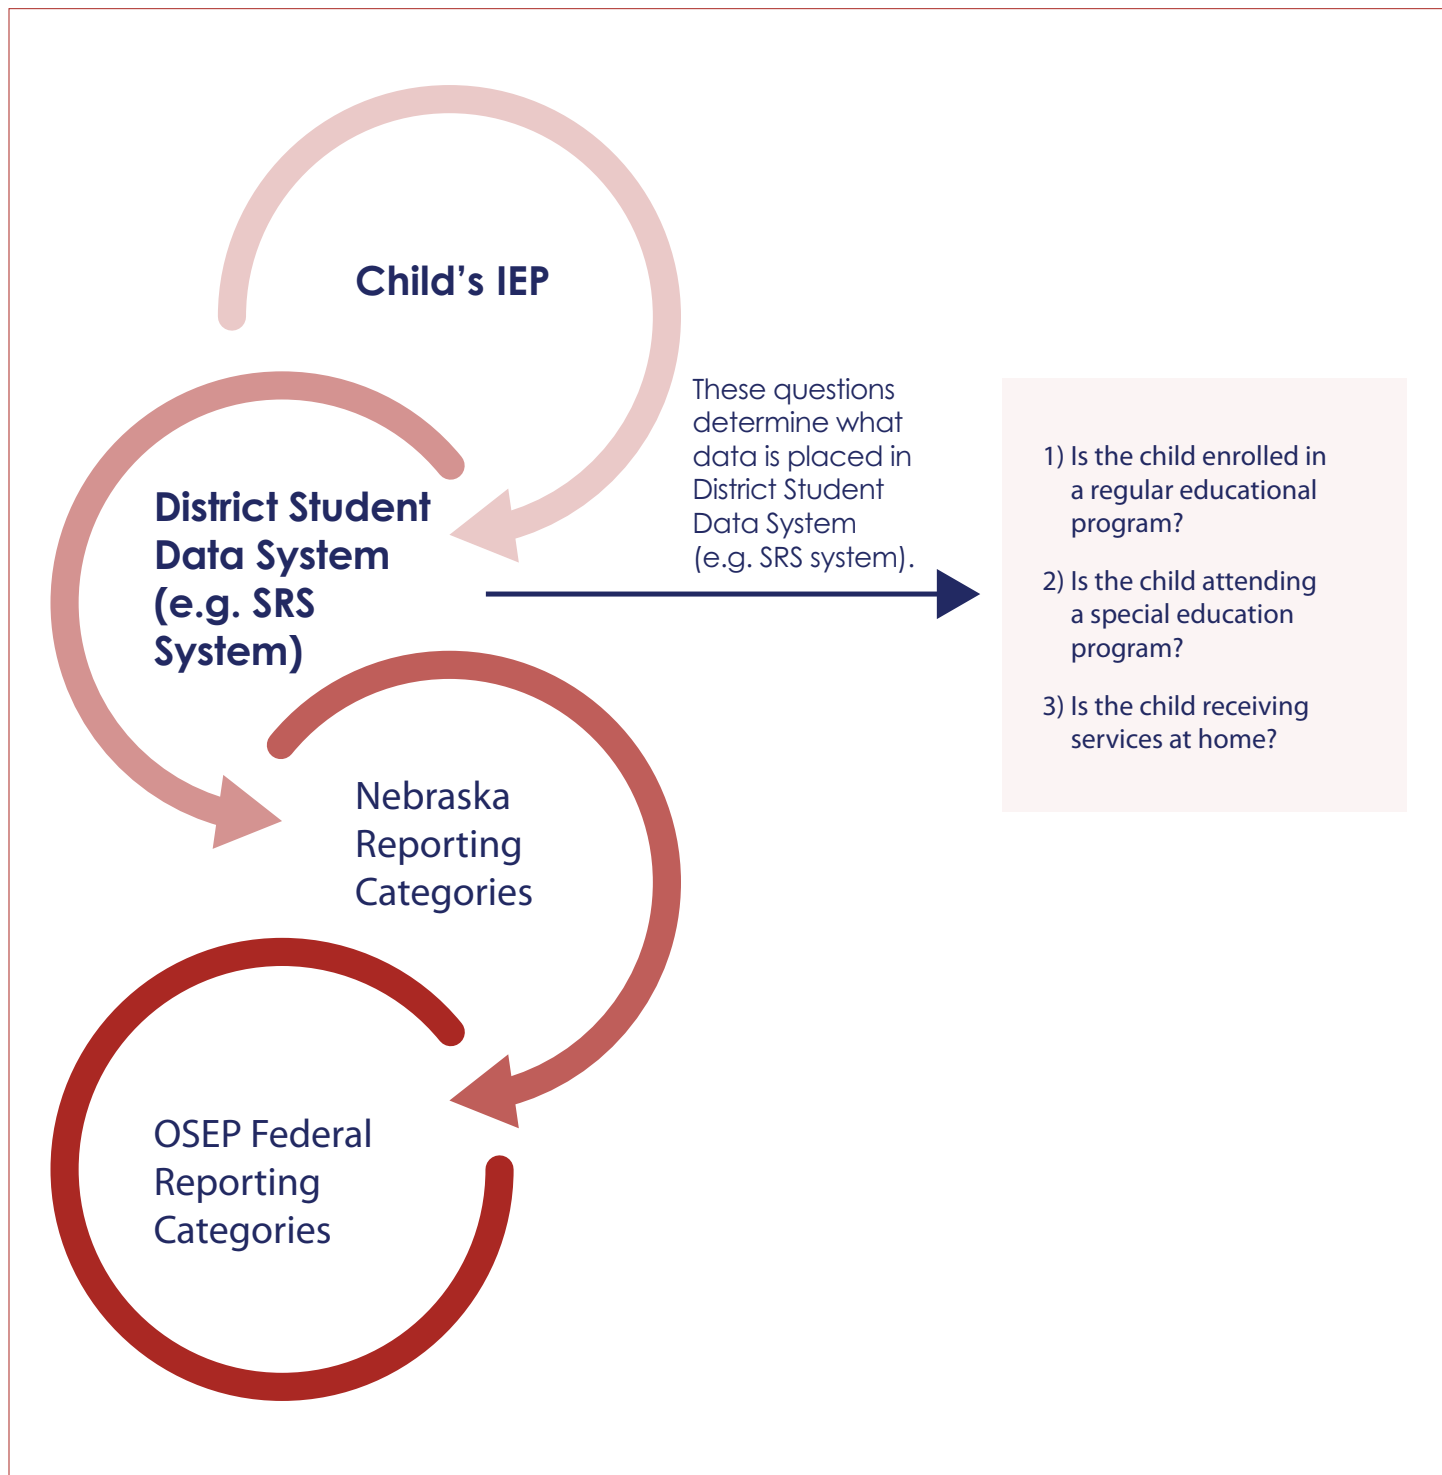 Child's IEP
District Student
Data System
(e.g. SRS
System)
These questions
determine what
data is placed in
District Student
Data System
(e.g. SRS system).
1) Is the child enrolled in
a regular educational
program?
2) Is the child attending
a special education
program?
3) Is the child receiving
services at home?
Nebraska
Reporting
Categories
OSEP Federal
Reporting
Categories